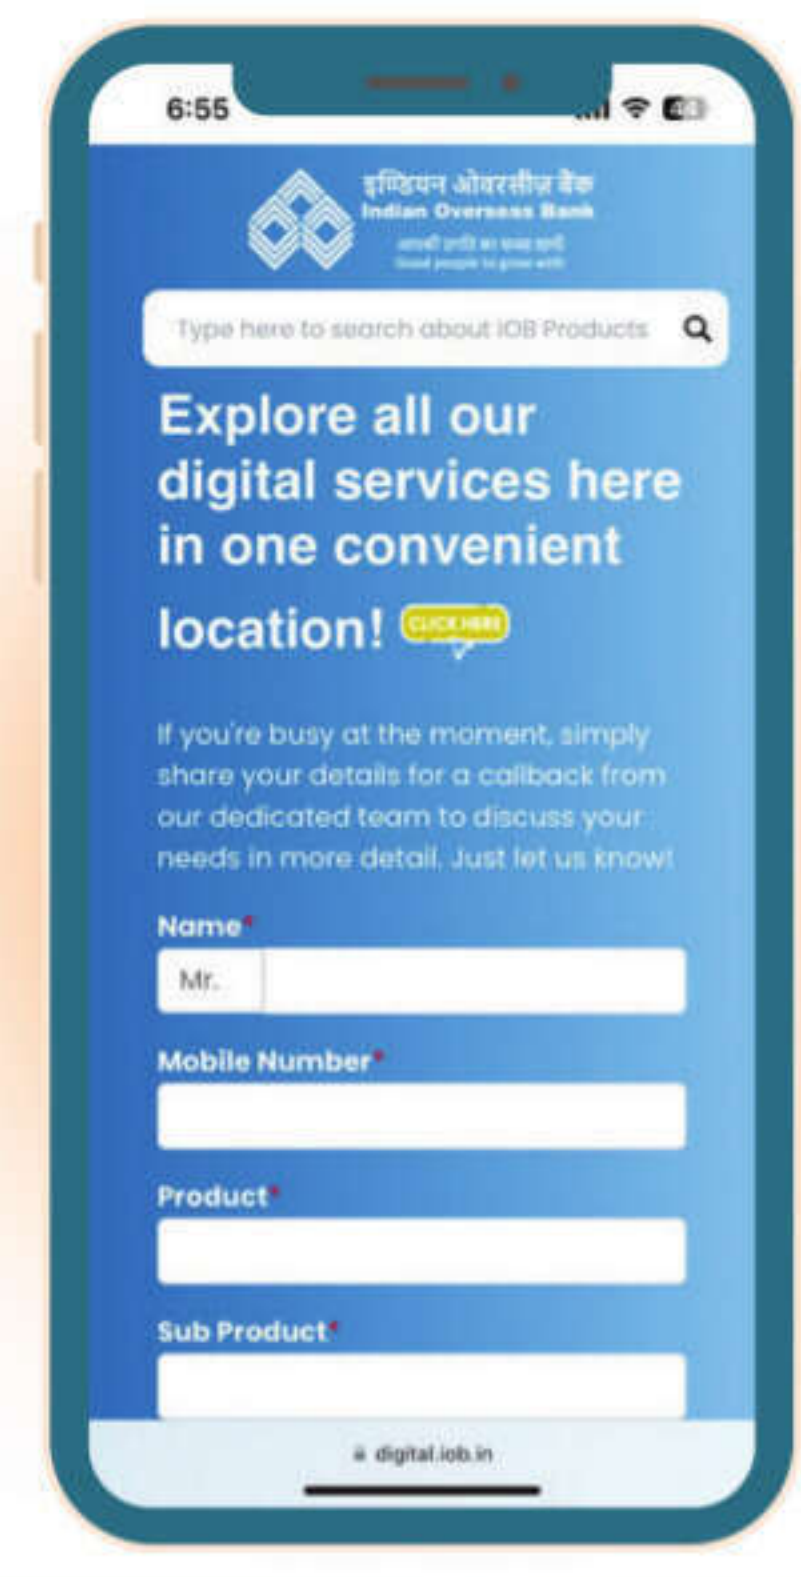 6:55
इण्डियन ओवरसीज़ बैंक
Indian Overseas Bank
आपकी प्रगति का सच्चा साथी
Good people to grow with
Type here to search about IOB Products
Explore all our
digital services here
in one convenient
location! CLICK HERE
If you're busy at the moment, simply
share your details for a callback from
our dedicated team to discuss your
needs in more detail. Just let us know!
Name*
Mr.
Mobile Number*
Product*
Sub Product*
digital.iob.in